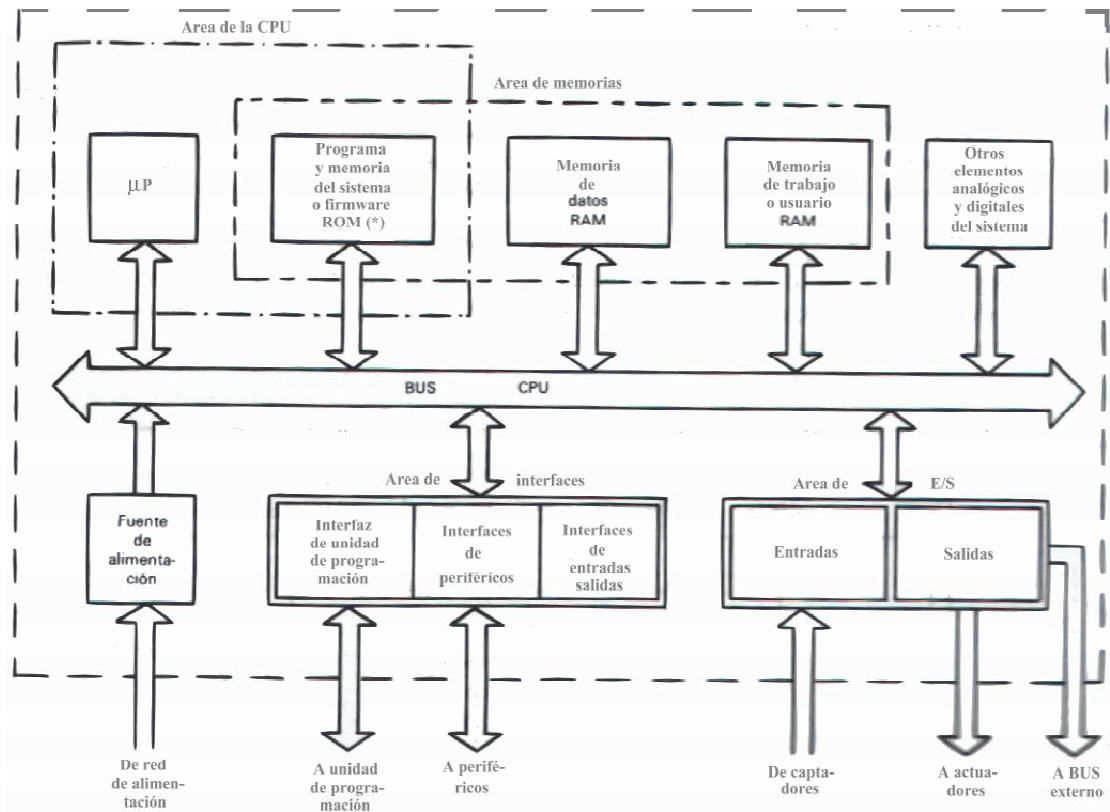 Area de la CPU
Area de memorias
µP
Programa
y memoria
del sistema
o firmware
ROM (*)
Memoria
de
datos
RAM
Memoria
de trabajo
o usuario
RAM
Otros
elementos
analógicos
y digitales
del sistema
BUS CPU
Area de interfaces
Area de E/S
Fuente
de
alimenta-
ción
Interfaz
de unidad
de progra-
mación
Interfaces
de
periféricos
Interfaces
de
entradas
salidas
Entradas
Salidas
De red
de alimen-
tación
A unidad
de progra-
mación
A perifé-
ricos
De capta-
dores
A actua-
dores
A BUS
externo